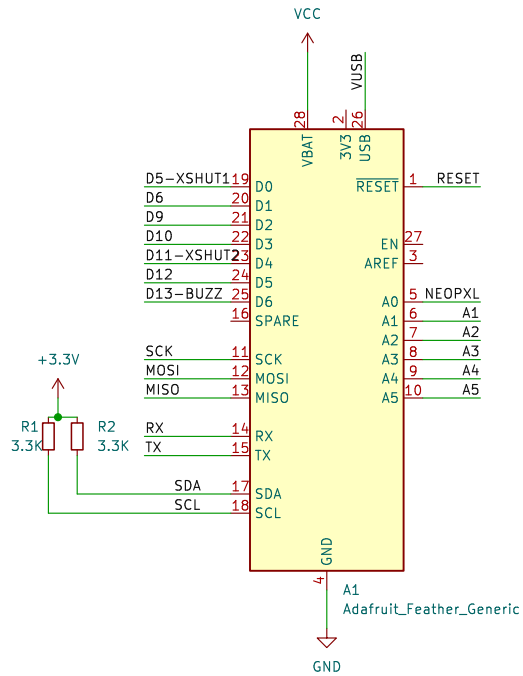 VCC
VUSB
28
2
26
VBAT
3V3
USB
D5-XSHUT1 19 D0
RESET 1 RESET
D6 20 D1
D9 21 D2
D10 22 D3
EN 27
D11-XSHUT2 23 D4
AREF 3
D12 24 D5
D13-BUZZ 25 D6
A0 5 NEOPXL
16 SPARE
A1 6 A1
A2 7 A2
SCK 11 SCK
A3 8 A3
MOSI 12 MOSI
A4 9 A4
MISO 13 MISO
A5 10 A5
+3.3V
R1
3.3K
R2
3.3K
RX 14 RX
TX 15 TX
SDA 17 SDA
SCL 18 SCL
GND
4
A1
Adafruit_Feather_Generic
GND